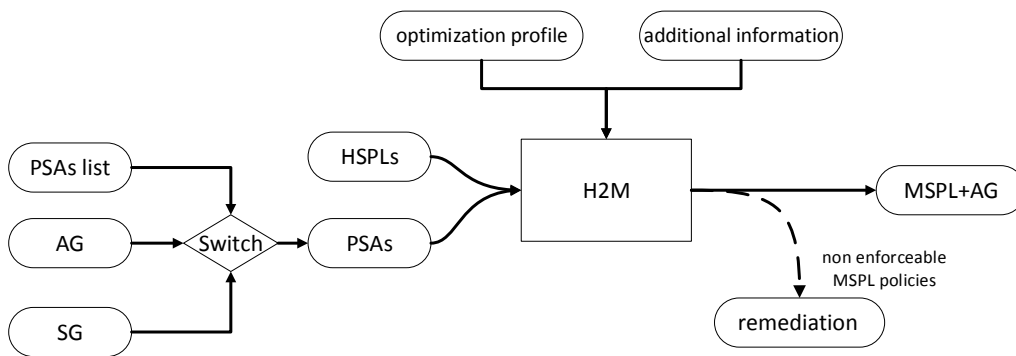 optimization profile
additional information
PSAs list
HSPLs
H2M
MSPL+AG
AG
Switch
PSAs
non enforceable
MSPL policies
SG
remediation